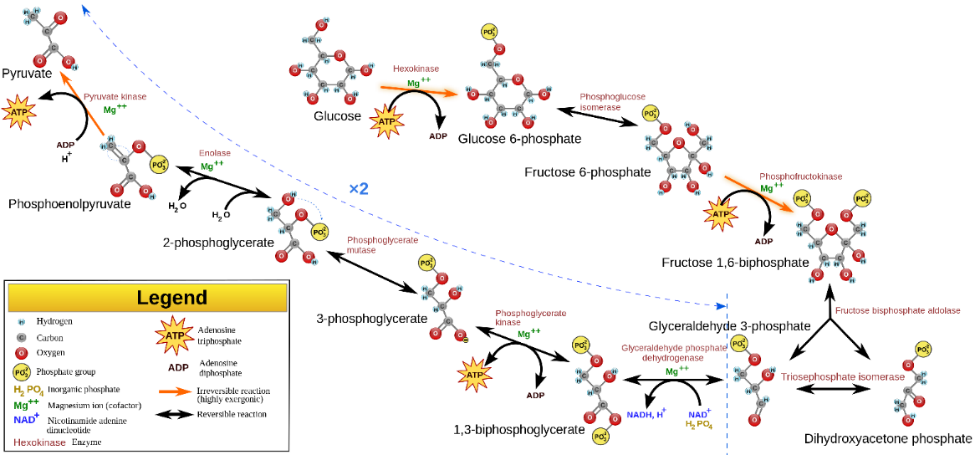 Pyruvate
Pyruvate kinase
Mg++
ATP
ADP
H+
Phosphoenolpyruvate
Enolase
Mg++
H2O
H2O
2-phosphoglycerate
Phosphoglycerate
mutase
3-phosphoglycerate
Phosphoglycerate
kinase
Mg++
ATP
ADP
1,3-biphosphoglycerate
Glyceraldehyde phosphate
dehydrogenase
Mg++
NADH, H+
NAD+
H2PO4
×2
Glucose
Hexokinase
Mg++
ATP
ADP
Glucose 6-phosphate
Phosphoglucose
isomerase
Fructose 6-phosphate
Phosphofructokinase
Mg++
ATP
ADP
Fructose 1,6-biphosphate
Fructose bisphosphate aldolase
Glyceraldehyde 3-phosphate
Triosephosphate isomerase
Dihydroxyacetone phosphate
Legend
H Hydrogen
C Carbon
O Oxygen
Phosphate group
H2PO4 Inorganic phosphate
Mg++ Magnesium ion (cofactor)
NAD+ Nicotinamide adenine
dinucleotide
Hexokinase Enzyme
ATP Adenosine
triphosphate
ADP Adenosine
diphosphate
Irreversible reaction
(highly exergonic)
Reversible reaction